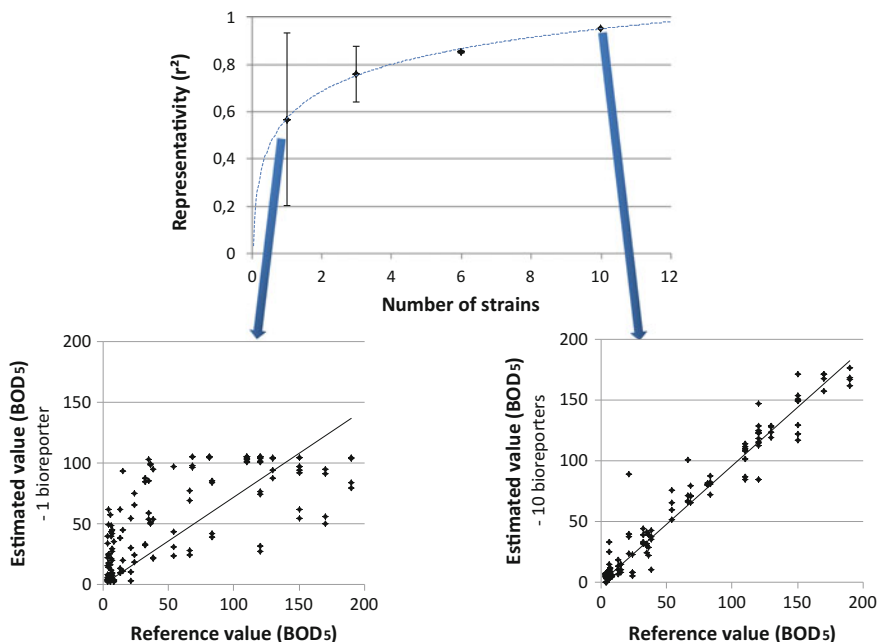 Representativity (r²)
1
0,8
0,6
0,4
0,2
0
0 2 4 6 8 10 12
Number of strains
Estimated value (BOD₅)
- 1 bioreporter
200
150
100
50
0
0 50 100 150 200
Reference value (BOD₅)
Estimated value (BOD₅)
- 10 bioreporters
200
150
100
50
0
0 50 100 150 200
Reference value (BOD₅)